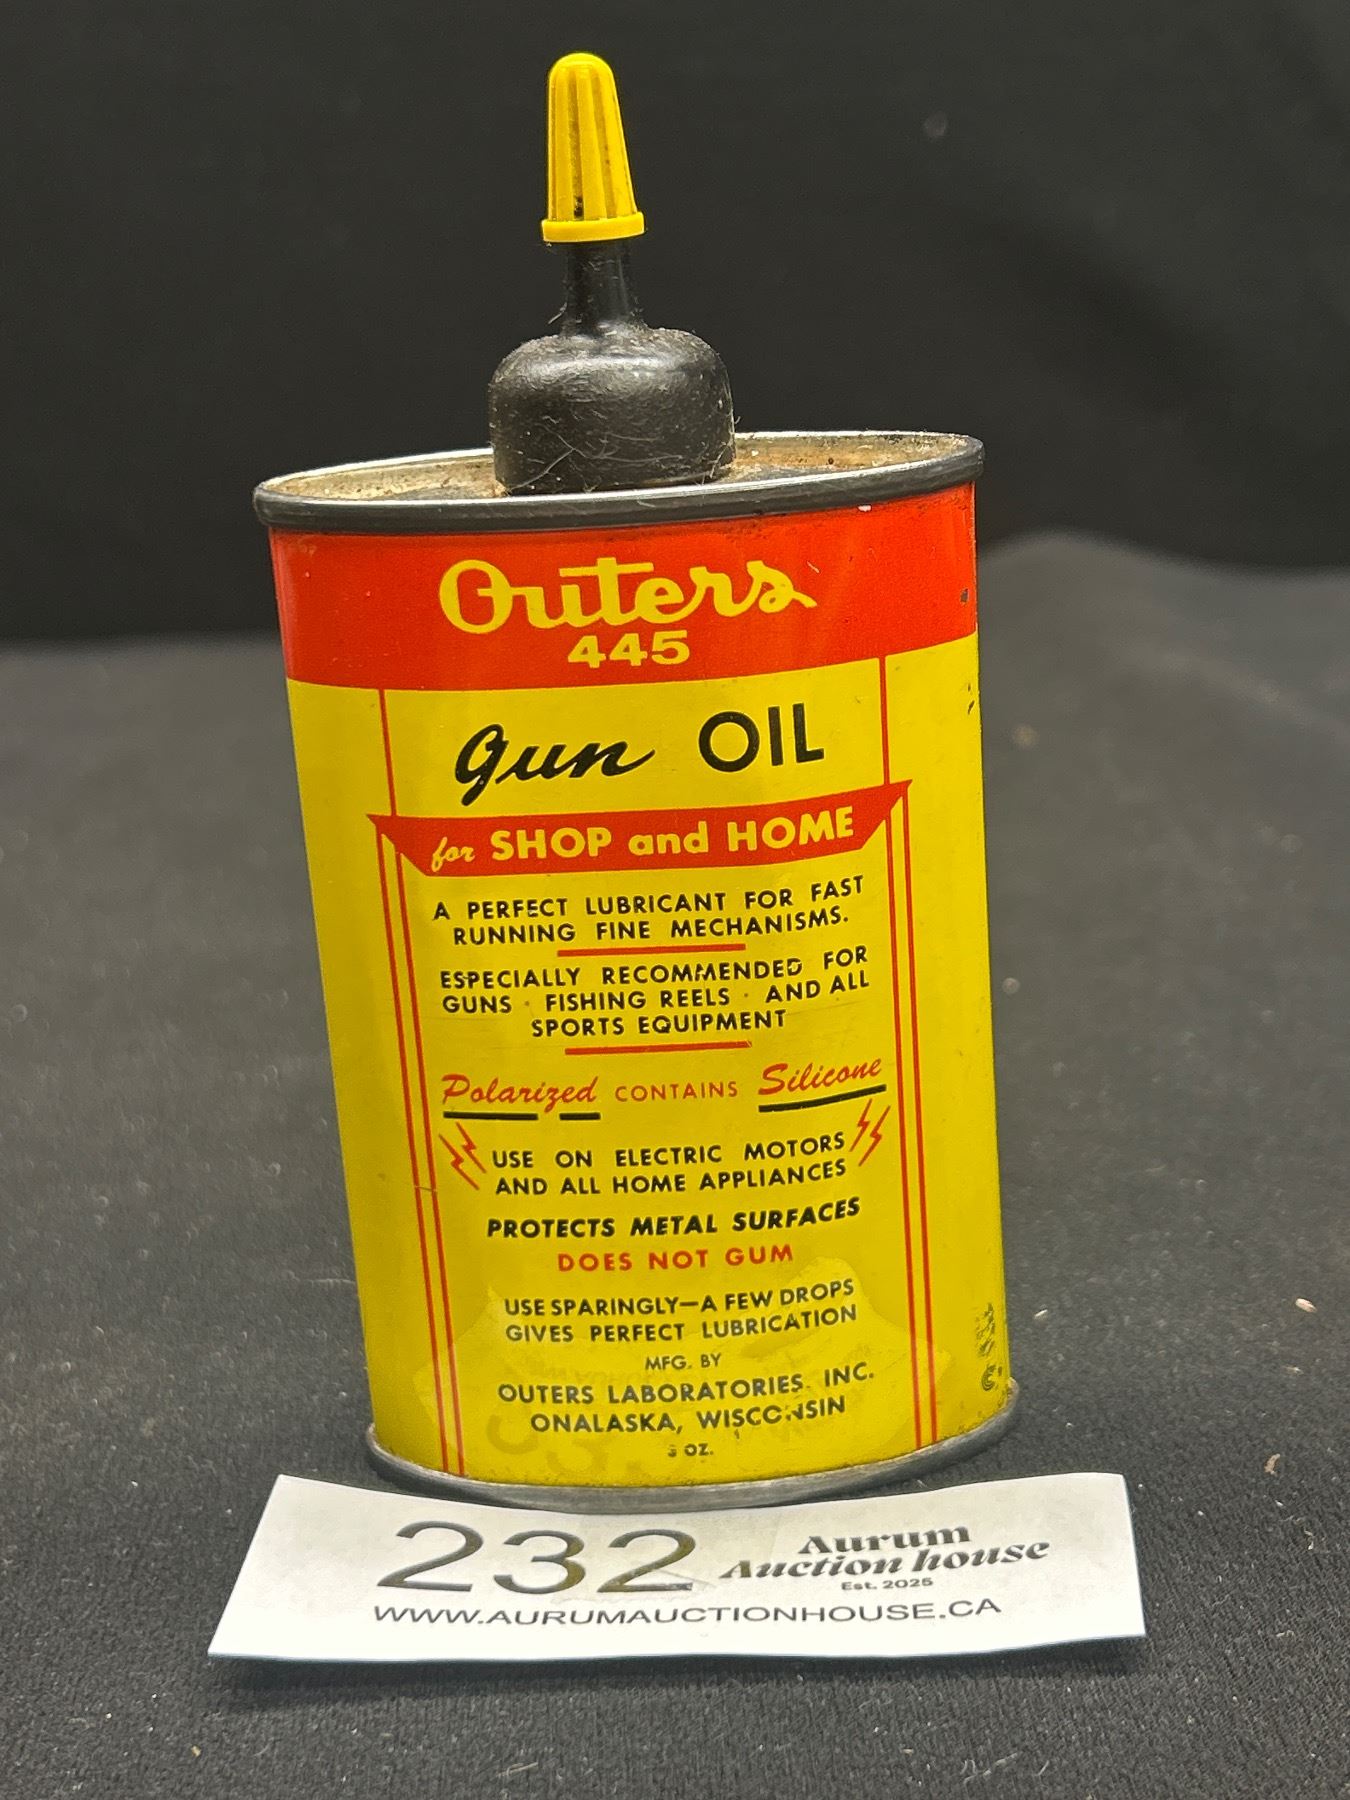 Outers
445
Gun OIL
for SHOP and HOME
A PERFECT LUBRICANT FOR FAST
RUNNING FINE MECHANISMS.
ESPECIALLY RECOMMENDED FOR
GUNS · FISHING REELS · AND ALL
SPORTS EQUIPMENT
Polarized CONTAINS Silicone
USE ON ELECTRIC MOTORS
AND ALL HOME APPLIANCES
PROTECTS METAL SURFACES
DOES NOT GUM
USE SPARINGLY—A FEW DROPS
GIVES PERFECT LUBRICATION
MFG. BY
OUTERS LABORATORIES, INC.
ONALASKA, WISCONSIN
OZ.
232 Aurum
Auction house
Est. 2025
WWW.AURUMAUCTIONHOUSE.CA